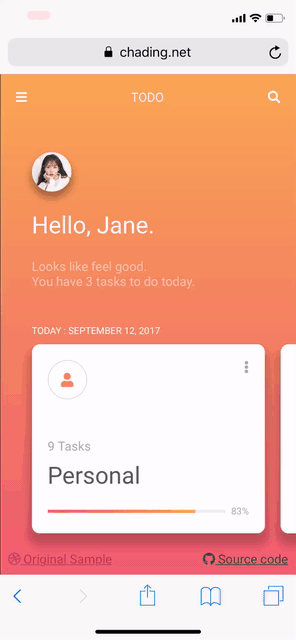 chading.net
TODO
Hello, Jane.
Looks like feel good.
You have 3 tasks to do today.
TODAY : SEPTEMBER 12, 2017
9 Tasks
Personal
83%
Original Sample
Source code